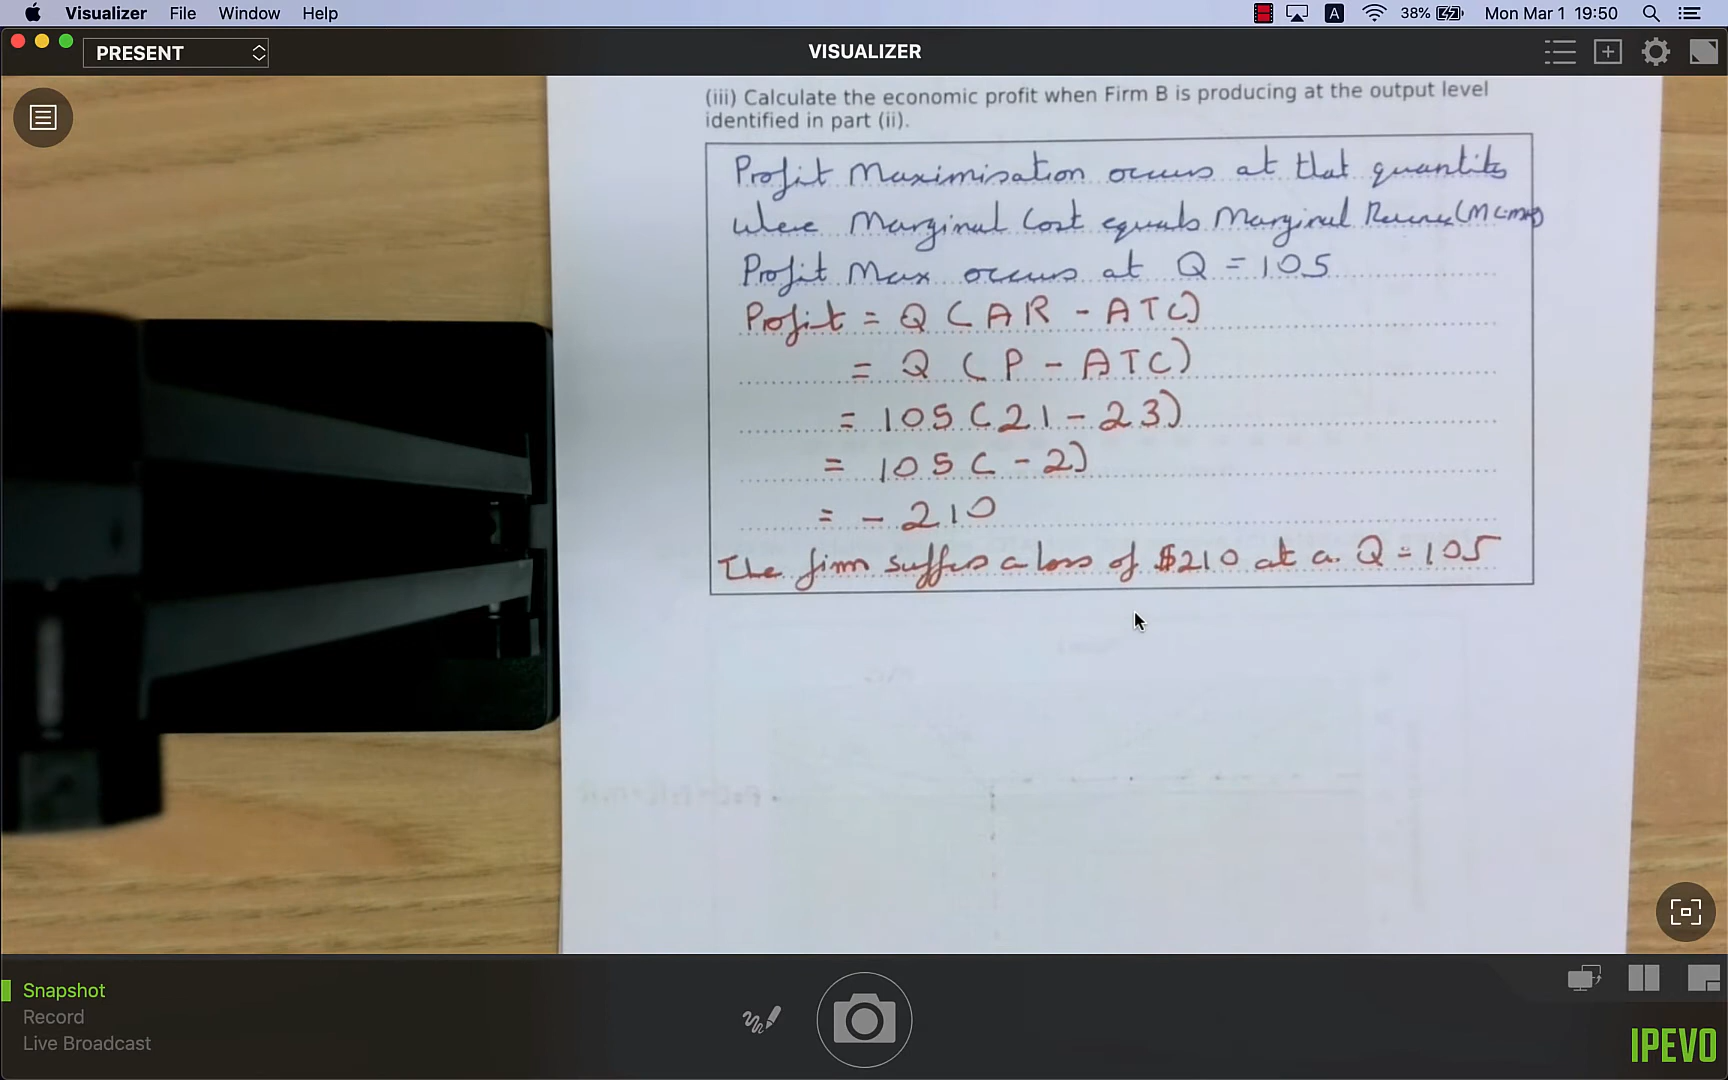 Visualizer File Window Help
A 38% Mon Mar 1 19:50
PRESENT VISUALIZER
(iii) Calculate the economic profit when Firm B is producing at the output level
identified in part (ii).
Profit Maximisation occurs at that quantity
where Marginal Cost equals Marginal Revenue (MC=MR)
Profit Max occurs at Q = 105
Profit = Q (AR - ATC)
= Q (P - ATC)
= 105 (21 - 23)
= 105 (-2)
= - 210
The firm suffers a loss of $210 at a Q = 105
Snapshot
Record
Live Broadcast
IPEVO